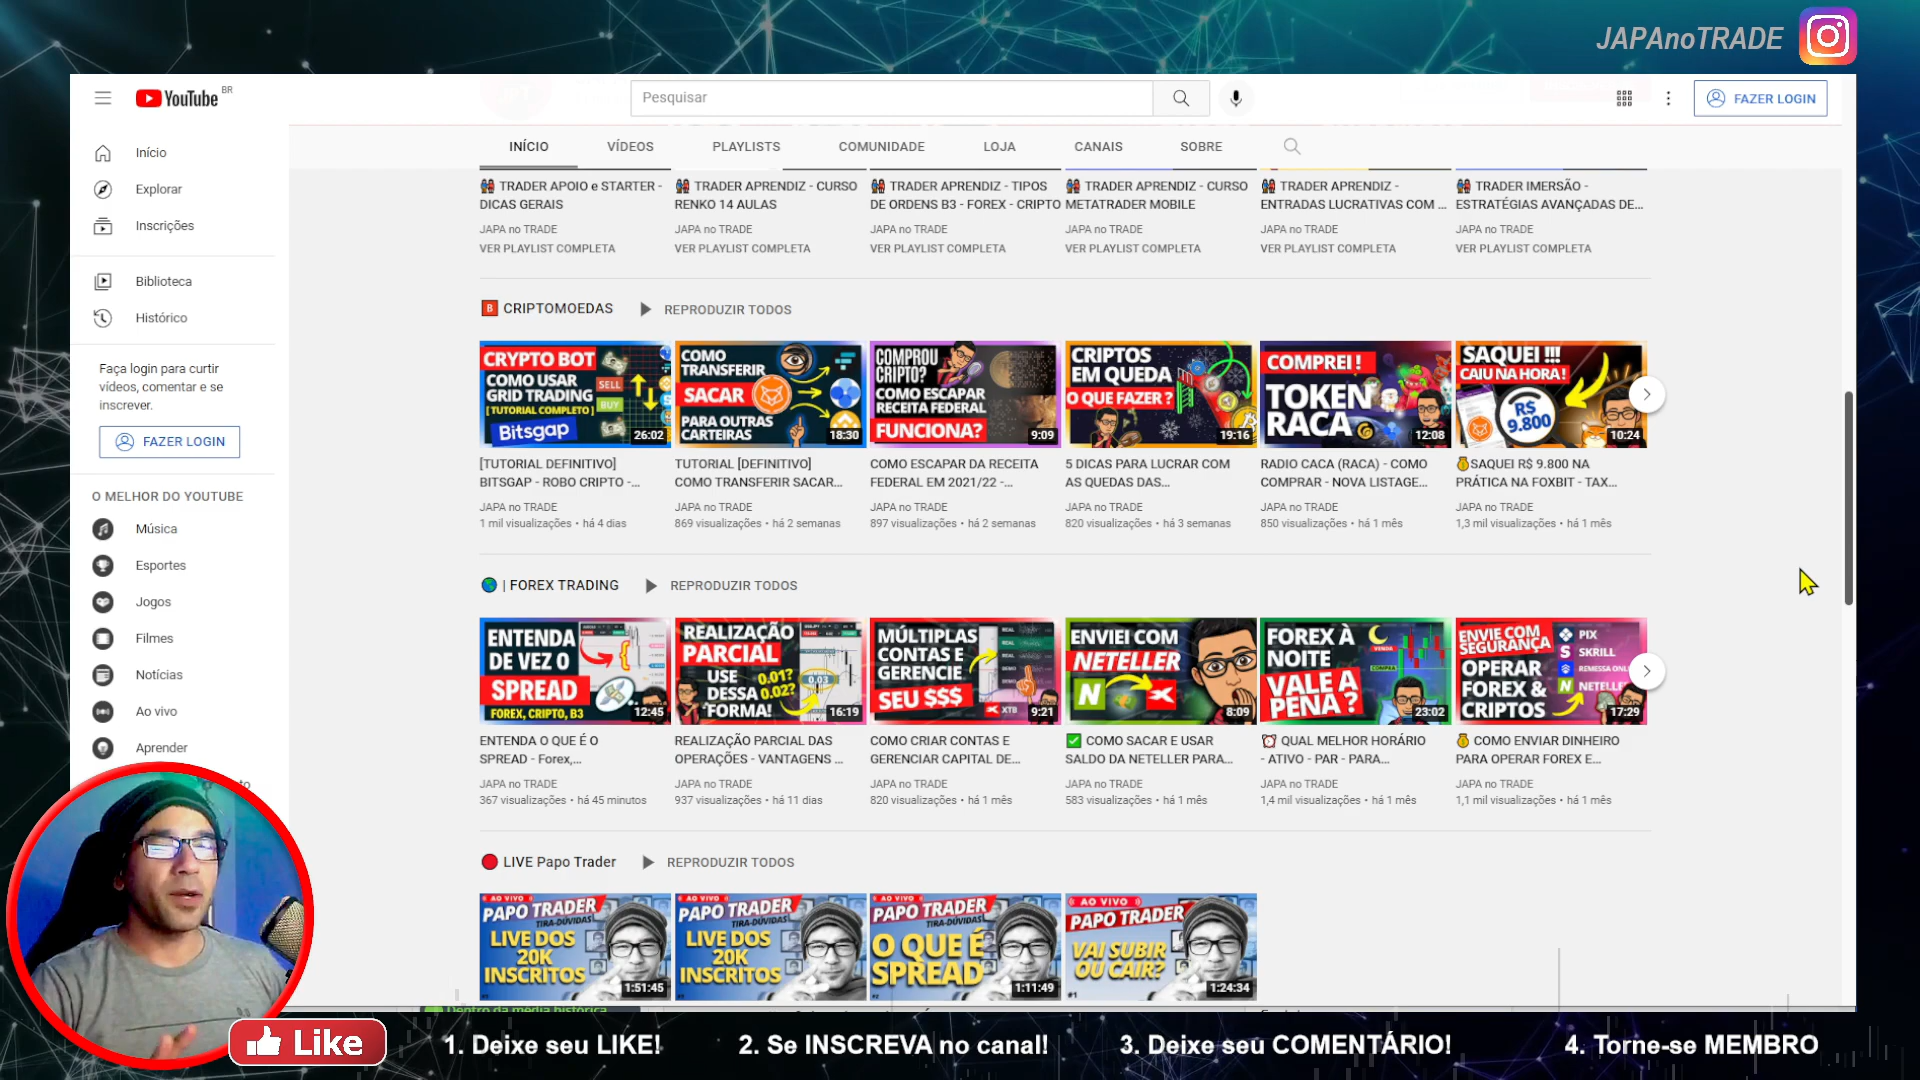 JAPAnoTRADE
YouTube BR
Pesquisar
FAZER LOGIN
Início
Explorar
Inscrições
Biblioteca
Histórico
Faça login para curtir
vídeos, comentar e se
inscrever.
FAZER LOGIN
O MELHOR DO YOUTUBE
Música
Esportes
Jogos
Filmes
Notícias
Ao vivo
Aprender
INÍCIO
VÍDEOS
PLAYLISTS
COMUNIDADE
LOJA
CANAIS
SOBRE
TRADER APOIO e STARTER -
DICAS GERAIS
JAPA no TRADE
VER PLAYLIST COMPLETA
TRADER APRENDIZ - CURSO
RENKO 14 AULAS
JAPA no TRADE
VER PLAYLIST COMPLETA
TRADER APRENDIZ - TIPOS
DE ORDENS B3 - FOREX - CRIPTO
JAPA no TRADE
VER PLAYLIST COMPLETA
TRADER APRENDIZ - CURSO
METATRADER MOBILE
JAPA no TRADE
VER PLAYLIST COMPLETA
TRADER APRENDIZ -
ENTRADAS LUCRATIVAS COM ...
JAPA no TRADE
VER PLAYLIST COMPLETA
TRADER IMERSÃO -
ESTRATÉGIAS AVANÇADAS DE...
JAPA no TRADE
VER PLAYLIST COMPLETA
B CRIPTOMOEDAS
REPRODUZIR TODOS
CRYPTO BOT
COMO USAR
GRID TRADING
[TUTORIAL COMPLETO]
Bitsgap
SELL
BUY
26:02
[TUTORIAL DEFINITIVO]
BITSGAP - ROBO CRIPTO -...
JAPA no TRADE
1 mil visualizações • há 4 dias
COMO
TRANSFERIR
SACAR
PARA OUTRAS
CARTEIRAS
18:30
TUTORIAL [DEFINITIVO]
COMO TRANSFERIR SACAR...
JAPA no TRADE
869 visualizações • há 2 semanas
COMPROU
CRIPTO?
COMO ESCAPAR
RECEITA FEDERAL
FUNCIONA?
9:09
COMO ESCAPAR DA RECEITA
FEDERAL EM 2021/22 -...
JAPA no TRADE
897 visualizações • há 2 semanas
CRIPTOS
EM QUEDA
O QUE FAZER ?
19:16
5 DICAS PARA LUCRAR COM
AS QUEDAS DAS...
JAPA no TRADE
820 visualizações • há 3 semanas
COMPREI !
TOKEN
RACA
12:08
RADIO CACA (RACA) - COMO
COMPRAR - NOVA LISTAGE...
JAPA no TRADE
850 visualizações • há 1 mês
SAQUEI !!!
CAIU NA HORA !
R$
9.800
10:24
SAQUEI R$ 9.800 NA
PRÁTICA NA FOXBIT - TAX...
JAPA no TRADE
1,3 mil visualizações • há 1 mês
| FOREX TRADING
REPRODUZIR TODOS
ENTENDA
DE VEZ O
SPREAD
FOREX, CRIPTO, B3
12:45
ENTENDA O QUE É O
SPREAD - Forex,...
JAPA no TRADE
367 visualizações • há 45 minutos
REALIZAÇÃO
PARCIAL
USE 0.01?
DESSA 0.02?
FORMA!
0.03
16:19
REALIZAÇÃO PARCIAL DAS
OPERAÇÕES - VANTAGENS ...
JAPA no TRADE
937 visualizações • há 11 dias
MÚLTIPLAS
CONTAS E
GERENCIE
SEU $$$
XTB
9:21
COMO CRIAR CONTAS E
GERENCIAR CAPITAL DE...
JAPA no TRADE
820 visualizações • há 1 mês
ENVIEI COM
NETELLER
N
8:09
COMO SACAR E USAR
SALDO DA NETELLER PARA...
JAPA no TRADE
583 visualizações • há 1 mês
FOREX À
NOITE
VALE A
PENA ?
VENDA
COMPRA
23:02
QUAL MELHOR HORÁRIO
- ATIVO - PAR - PARA...
JAPA no TRADE
1,4 mil visualizações • há 1 mês
ENVIE COM
SEGURANÇA
OPERAR
FOREX &
CRIPTOS
PIX
SKRILL
REMESSA ONL
NETELLE
17:29
COMO ENVIAR DINHEIRO
PARA OPERAR FOREX E...
JAPA no TRADE
1,1 mil visualizações • há 1 mês
LIVE Papo Trader
REPRODUZIR TODOS
AO VIVO
PAPO TRADER
TIRA-DÚVIDAS
LIVE DOS
20K
INSCRITOS
1:51:45
AO VIVO
PAPO TRADER
TIRA-DÚVIDAS
LIVE DOS
20K
INSCRITOS
AO VIVO
PAPO TRADER
TIRA-DÚVIDAS
O QUE É
SPREAD
1:11:49
AO VIVO
PAPO TRADER
VAI SUBIR
OU CAIR?
#1
1:24:34
Dentro da média histórica
Like
1. Deixe seu LIKE!
2. Se INSCREVA no canal!
3. Deixe seu COMENTÁRIO!
4. Torne-se MEMBRO